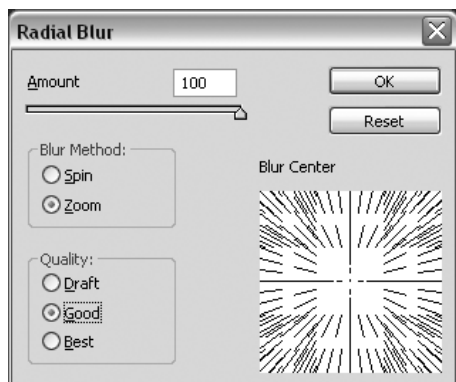 Radial Blur
Amount 100
OK
Reset
Blur Method:
Spin
Zoom
Blur Center
Quality:
Draft
Good
Best